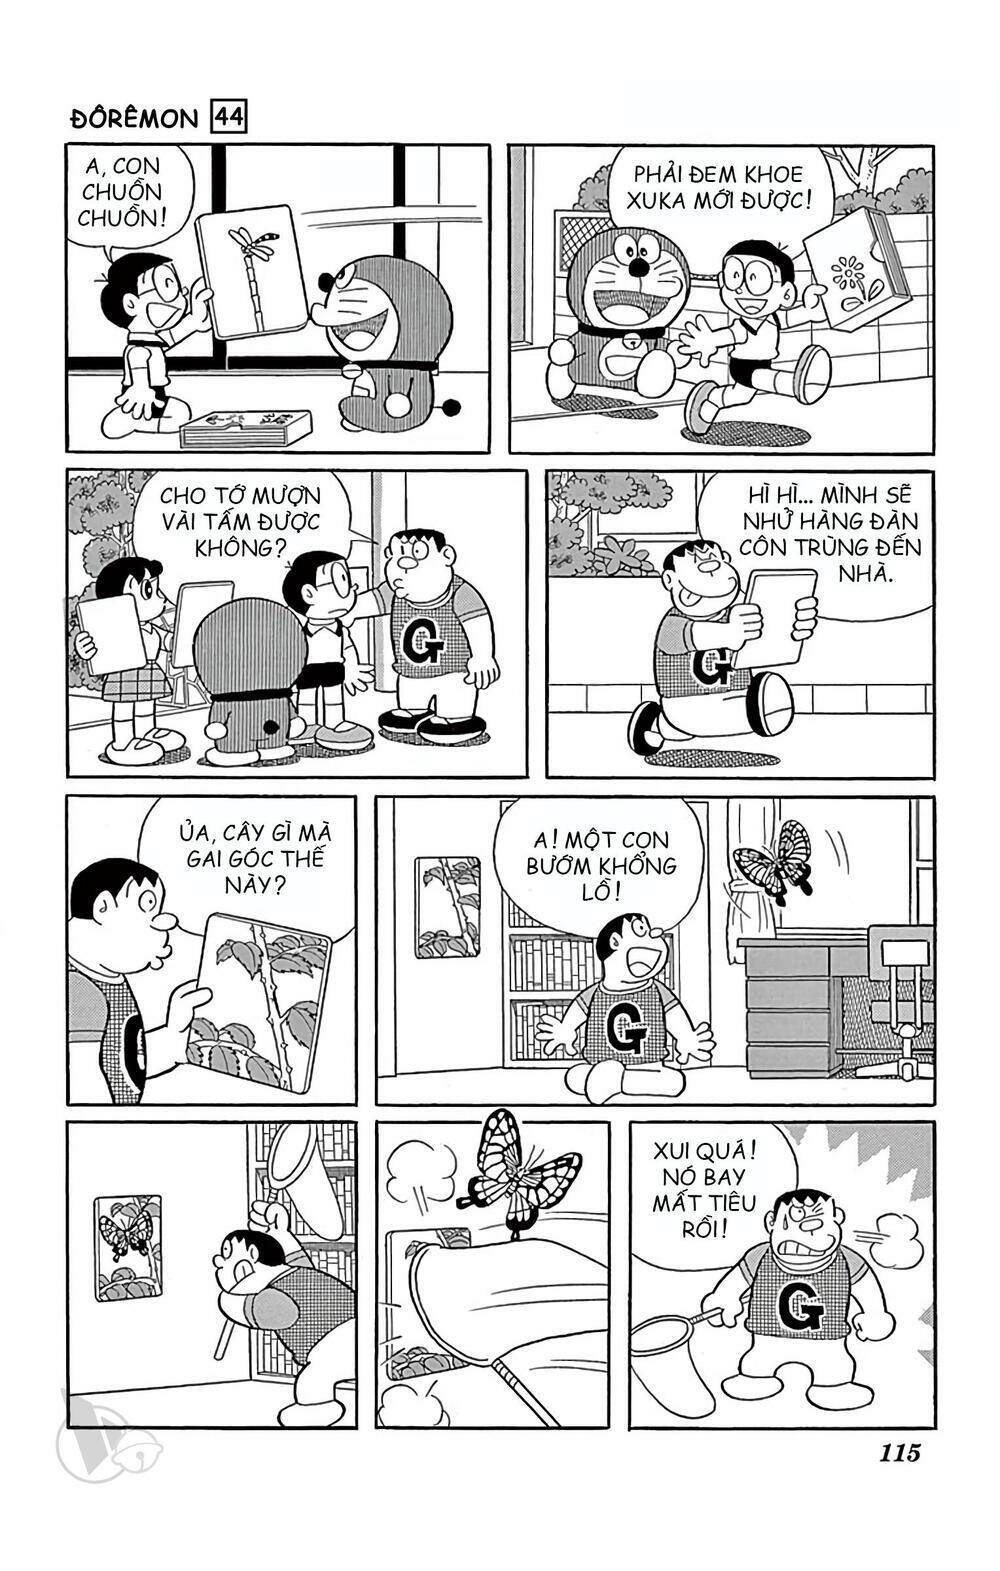 ĐÔRÊMON 44
A, CON
CHUỒN
CHUỒN!
PHẢI ĐEM KHOE
XUKA MỚI ĐƯỢC!
CHO TỚ MƯỢN
VÀI TẤM ĐƯỢC
KHÔNG?
G
HÌ HÌ... MÌNH SẼ
NHỬ HÀNG ĐÀN
CÔN TRÙNG ĐẾN
NHÀ.
G
ỦA, CÂY GÌ MÀ
GAI GÓC THẾ
NÀY?
A! MỘT CON
BƯỚM KHỔNG
LỒ!
G
XUI QUÁ!
NÓ BAY
MẤT TIÊU
RỒI!
G
115